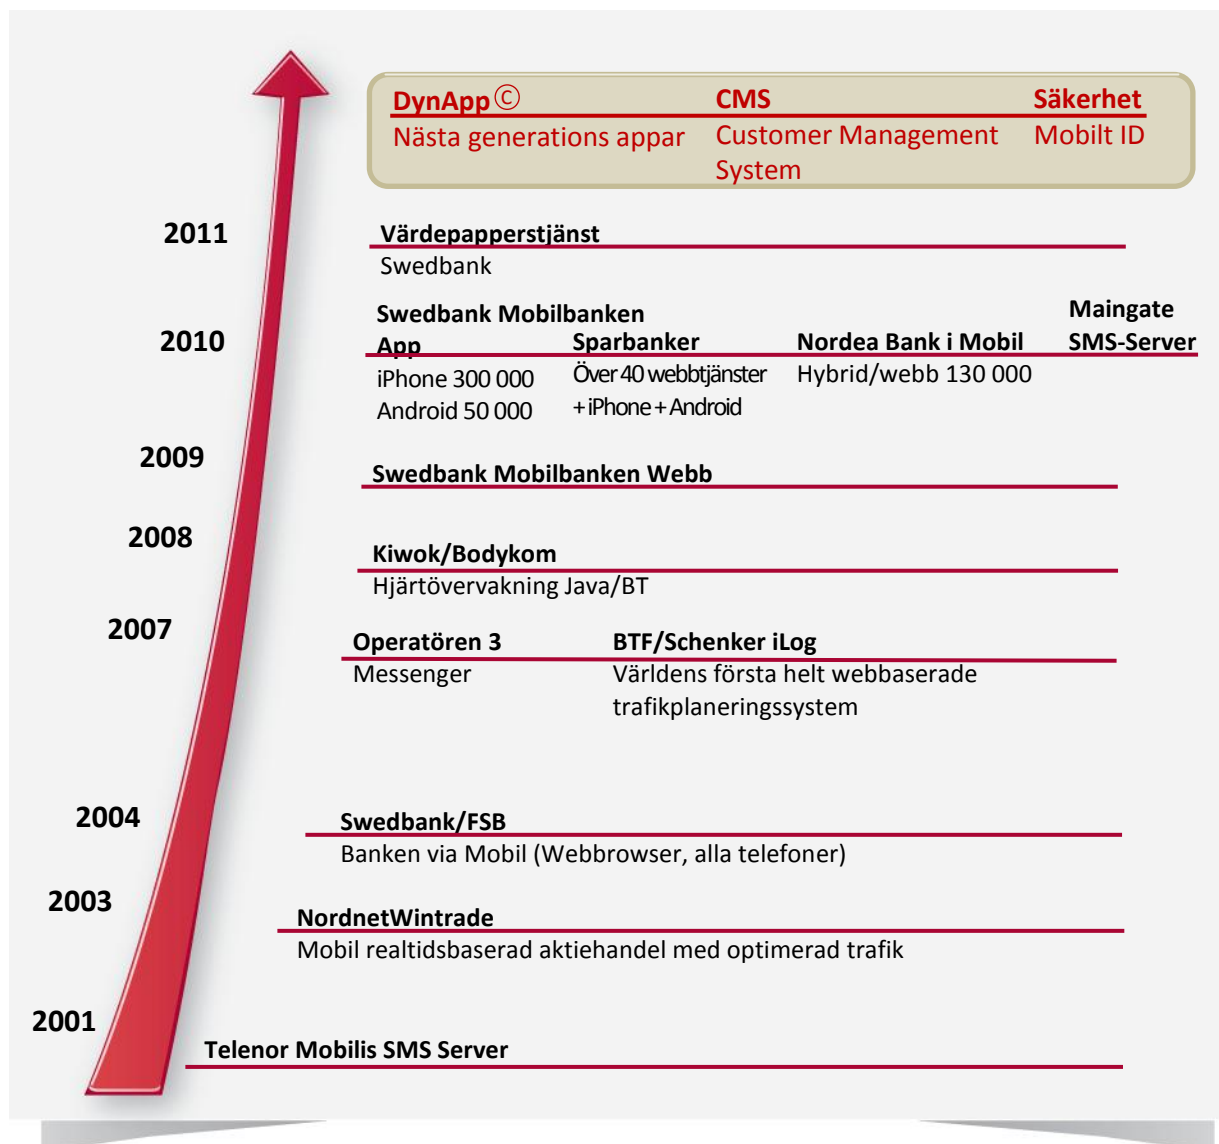 DynApp© CMS Säkerhet
Nästa generations appar Customer Management Mobilt ID
System
2011 Värdepapperstjänst
Swedbank
Swedbank Mobilbanken Maingate
2010 App Sparbanker Nordea Bank i Mobil SMS-Server
iPhone 300 000 Över 40 webbtjänster Hybrid/webb 130 000
Android 50 000 + iPhone + Android
2009
Swedbank Mobilbanken Webb
2008
Kiwok/Bodykom
Hjärtövervakning Java/BT
2007
Operatören 3 BTF/Schenker iLog
Messenger Världens första helt webbaserade
trafikplaneringssystem
2004 Swedbank/FSB
Banken via Mobil (Webbrowser, alla telefoner)
2003
NordnetWintrade
Mobil realtidsbaserad aktiehandel med optimerad trafik
2001
Telenor Mobilis SMS Server